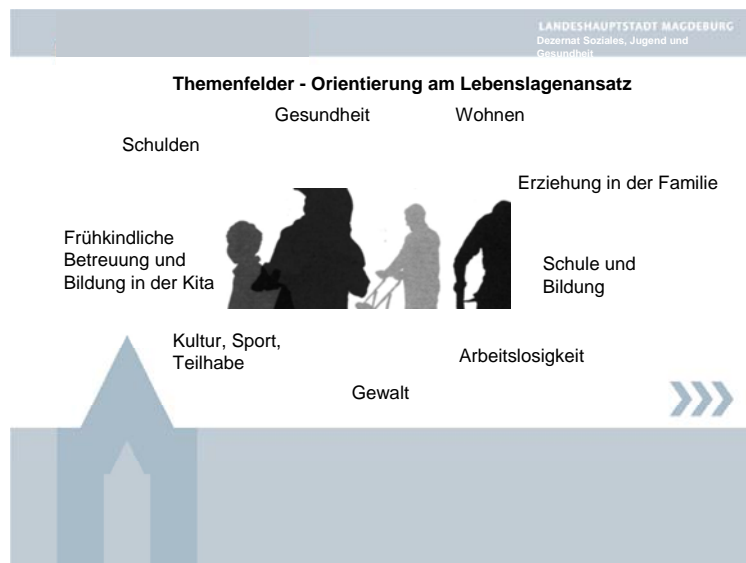 LANDESHAUPTSTADT MAGDEBURG
Dezernat Soziales, Jugend und
Gesundheit
Themenfelder - Orientierung am Lebenslagenansatz
Gesundheit
Wohnen
Schulden
Erziehung in der Familie
Frühkindliche
Betreuung und
Bildung in der Kita
Schule und
Bildung
Kultur, Sport,
Teilhabe
Arbeitslosigkeit
Gewalt